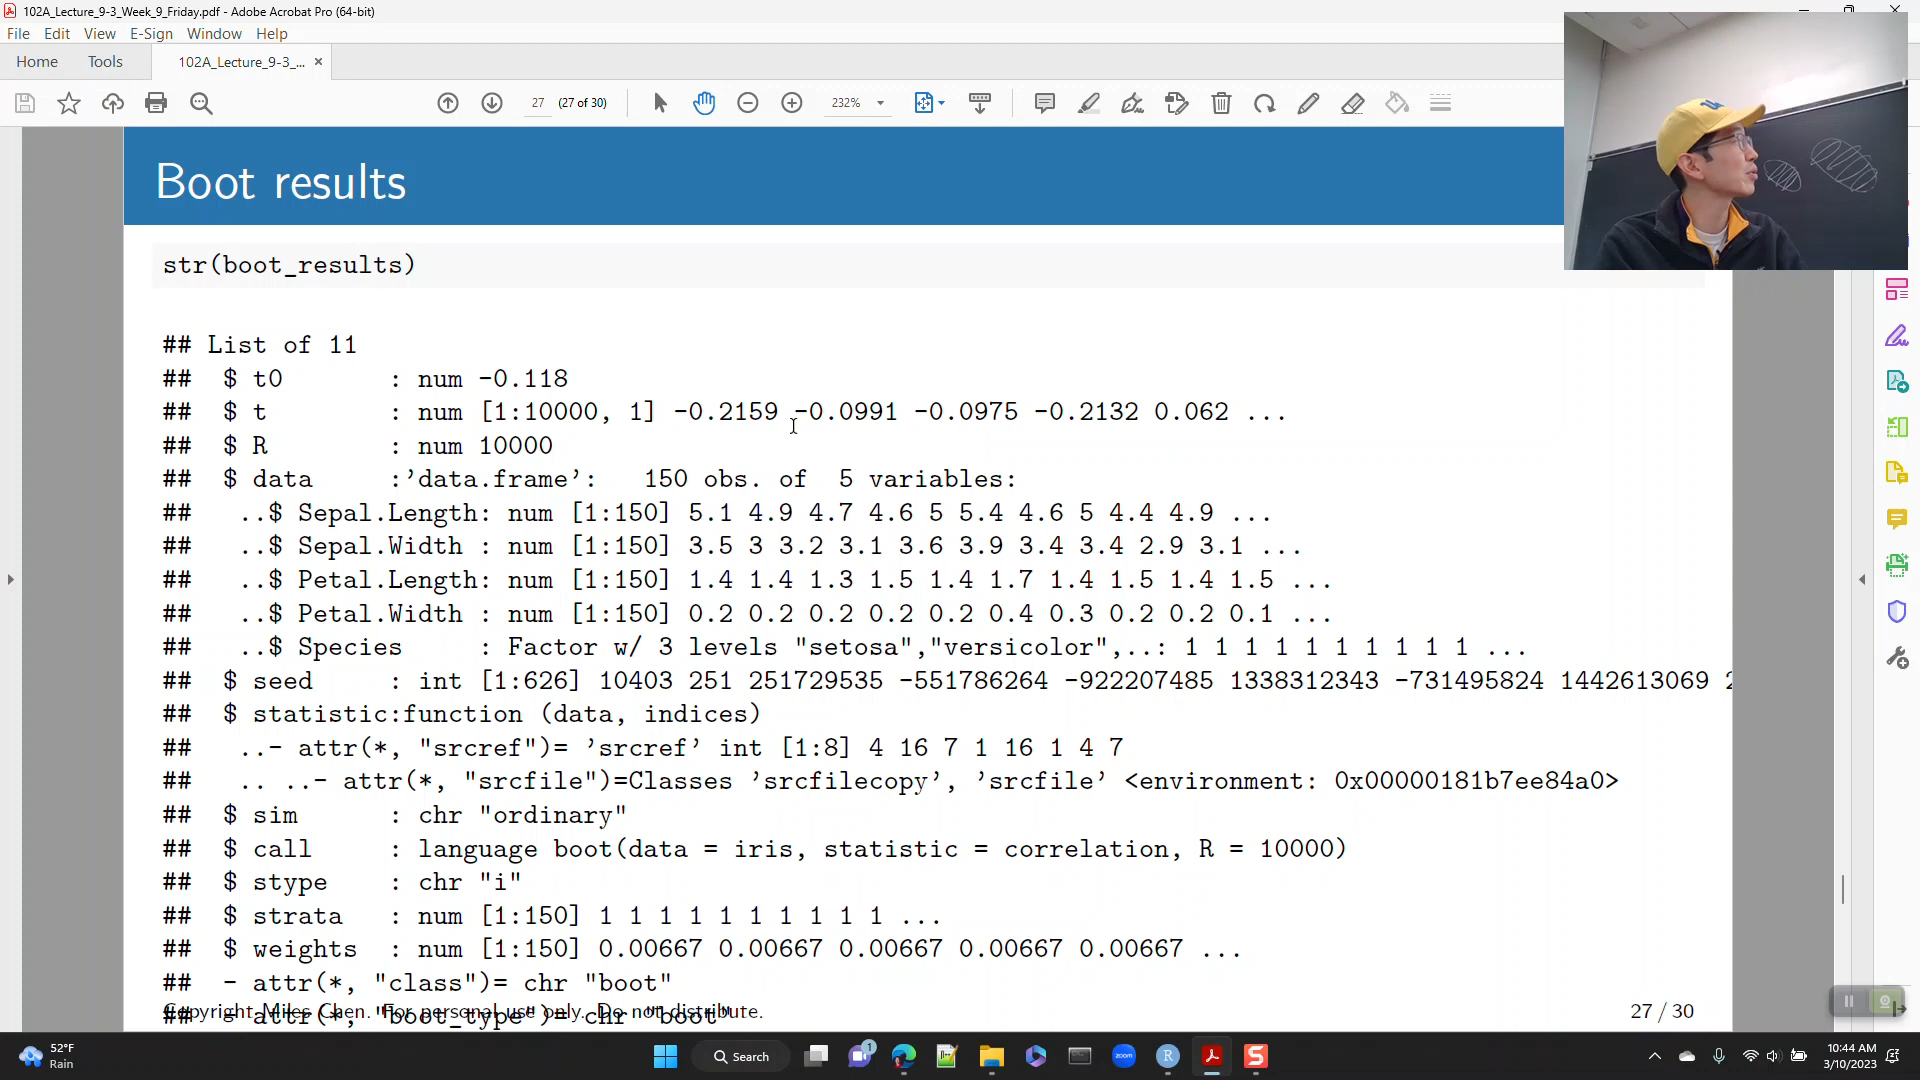 102A_Lecture_9-3_Week_9_Friday.pdf - Adobe Acrobat Pro (64-bit)
File Edit View E-Sign Window Help
Home Tools 102A_Lecture_9-3_... ×
27 (27 of 30) 232%
Boot results
str(boot_results)
## List of 11
## $ t0 : num -0.118
## $ t : num [1:10000, 1] -0.2159 -0.0991 -0.0975 -0.2132 0.062 ...
## $ R : num 10000
## $ data :'data.frame': 150 obs. of 5 variables:
## ..$ Sepal.Length: num [1:150] 5.1 4.9 4.7 4.6 5 5.4 4.6 5 4.4 4.9 ...
## ..$ Sepal.Width : num [1:150] 3.5 3 3.2 3.1 3.6 3.9 3.4 3.4 2.9 3.1 ...
## ..$ Petal.Length: num [1:150] 1.4 1.4 1.3 1.5 1.4 1.7 1.4 1.5 1.4 1.5 ...
## ..$ Petal.Width : num [1:150] 0.2 0.2 0.2 0.2 0.2 0.4 0.3 0.2 0.2 0.1 ...
## ..$ Species : Factor w/ 3 levels "setosa","versicolor",..: 1 1 1 1 1 1 1 1 1 1 ...
## $ seed : int [1:626] 10403 251 251729535 -551786264 -922207485 1338312343 -731495824 1442613069
## $ statistic:function (data, indices)
## ..- attr(*, "srcref")= 'srcref' int [1:8] 4 16 7 1 16 1 4 7
## .. ..- attr(*, "srcfile")=Classes 'srcfilecopy', 'srcfile' <environment: 0x00000181b7ee84a0>
## $ sim : chr "ordinary"
## $ call : language boot(data = iris, statistic = correlation, R = 10000)
## $ stype : chr "i"
## $ strata : num [1:150] 1 1 1 1 1 1 1 1 1 1 ...
## $ weights : num [1:150] 0.00667 0.00667 0.00667 0.00667 0.00667 ...
## - attr(*, "class")= chr "boot"
## - attr(*, "boot_type")= chr "boot"
Copyright Miles Chen. For personal use only. Do not distribute.
27 / 30
52°F
Rain
Search
1
zoom
R
S
10:44 AM
3/10/2023